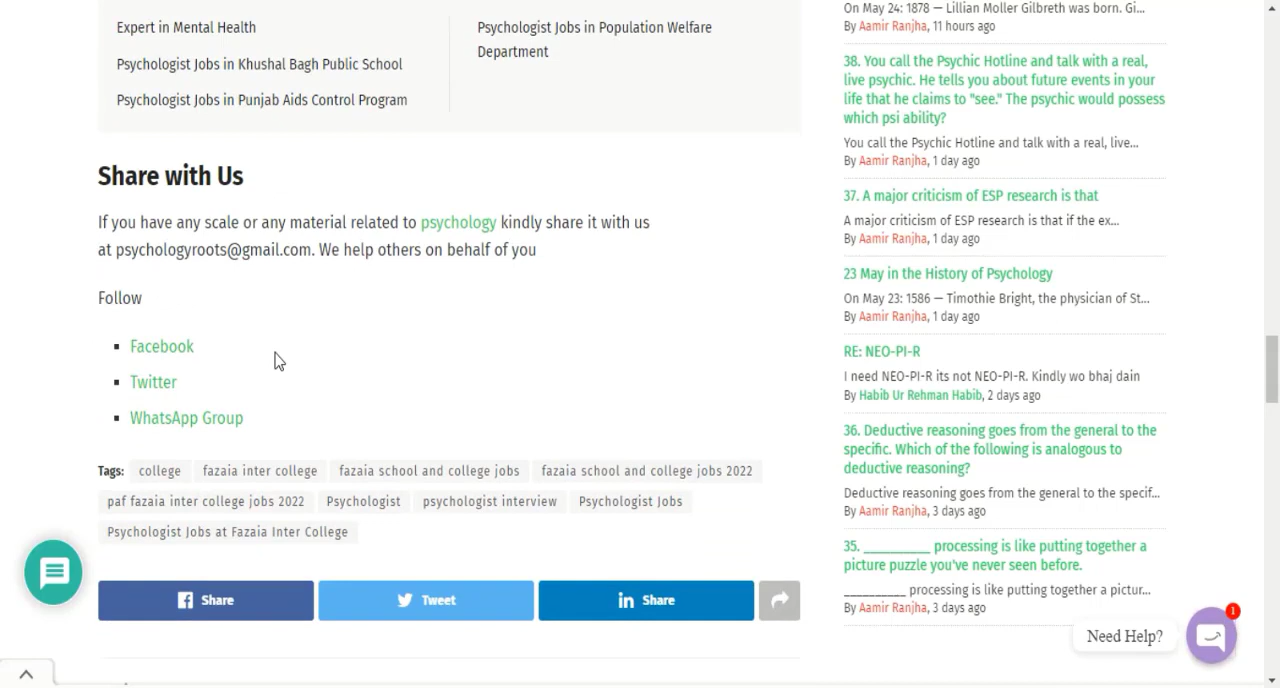 Expert in Mental Health
Psychologist Jobs in Khushal Bagh Public School
Psychologist Jobs in Punjab Aids Control Program
Psychologist Jobs in Population Welfare
Department
Share with Us
If you have any scale or any material related to psychology kindly share it with us
at psychologyroots@gmail.com. We help others on behalf of you
Follow
Facebook
Twitter
WhatsApp Group
Tags: college fazaia inter college fazaia school and college jobs fazaia school and college jobs 2022
paf fazaia inter college jobs 2022 Psychologist psychologist interview Psychologist Jobs
Psychologist Jobs at Fazaia Inter College
Share Tweet Share
On May 24: 1878 — Lillian Moller Gilbreth was born. Gi...
By Aamir Ranjha, 11 hours ago
38. You call the Psychic Hotline and talk with a real,
live psychic. He tells you about future events in your
life that he claims to "see." The psychic would possess
which psi ability?
You call the Psychic Hotline and talk with a real, live...
By Aamir Ranjha, 1 day ago
37. A major criticism of ESP research is that
A major criticism of ESP research is that if the ex...
By Aamir Ranjha, 1 day ago
23 May in the History of Psychology
On May 23: 1586 — Timothie Bright, the physician of St...
By Aamir Ranjha, 1 day ago
RE: NEO-PI-R
I need NEO-PI-R its not NEO-PI-R. Kindly wo bhaj dain
By Habib Ur Rehman Habib, 2 days ago
36. Deductive reasoning goes from the general to the
specific. Which of the following is analogous to
deductive reasoning?
Deductive reasoning goes from the general to the specif...
By Aamir Ranjha, 3 days ago
35. __________ processing is like putting together a
picture puzzle you've never seen before.
__________ processing is like putting together a pictur...
By Aamir Ranjha, 3 days ago
Need Help?
1